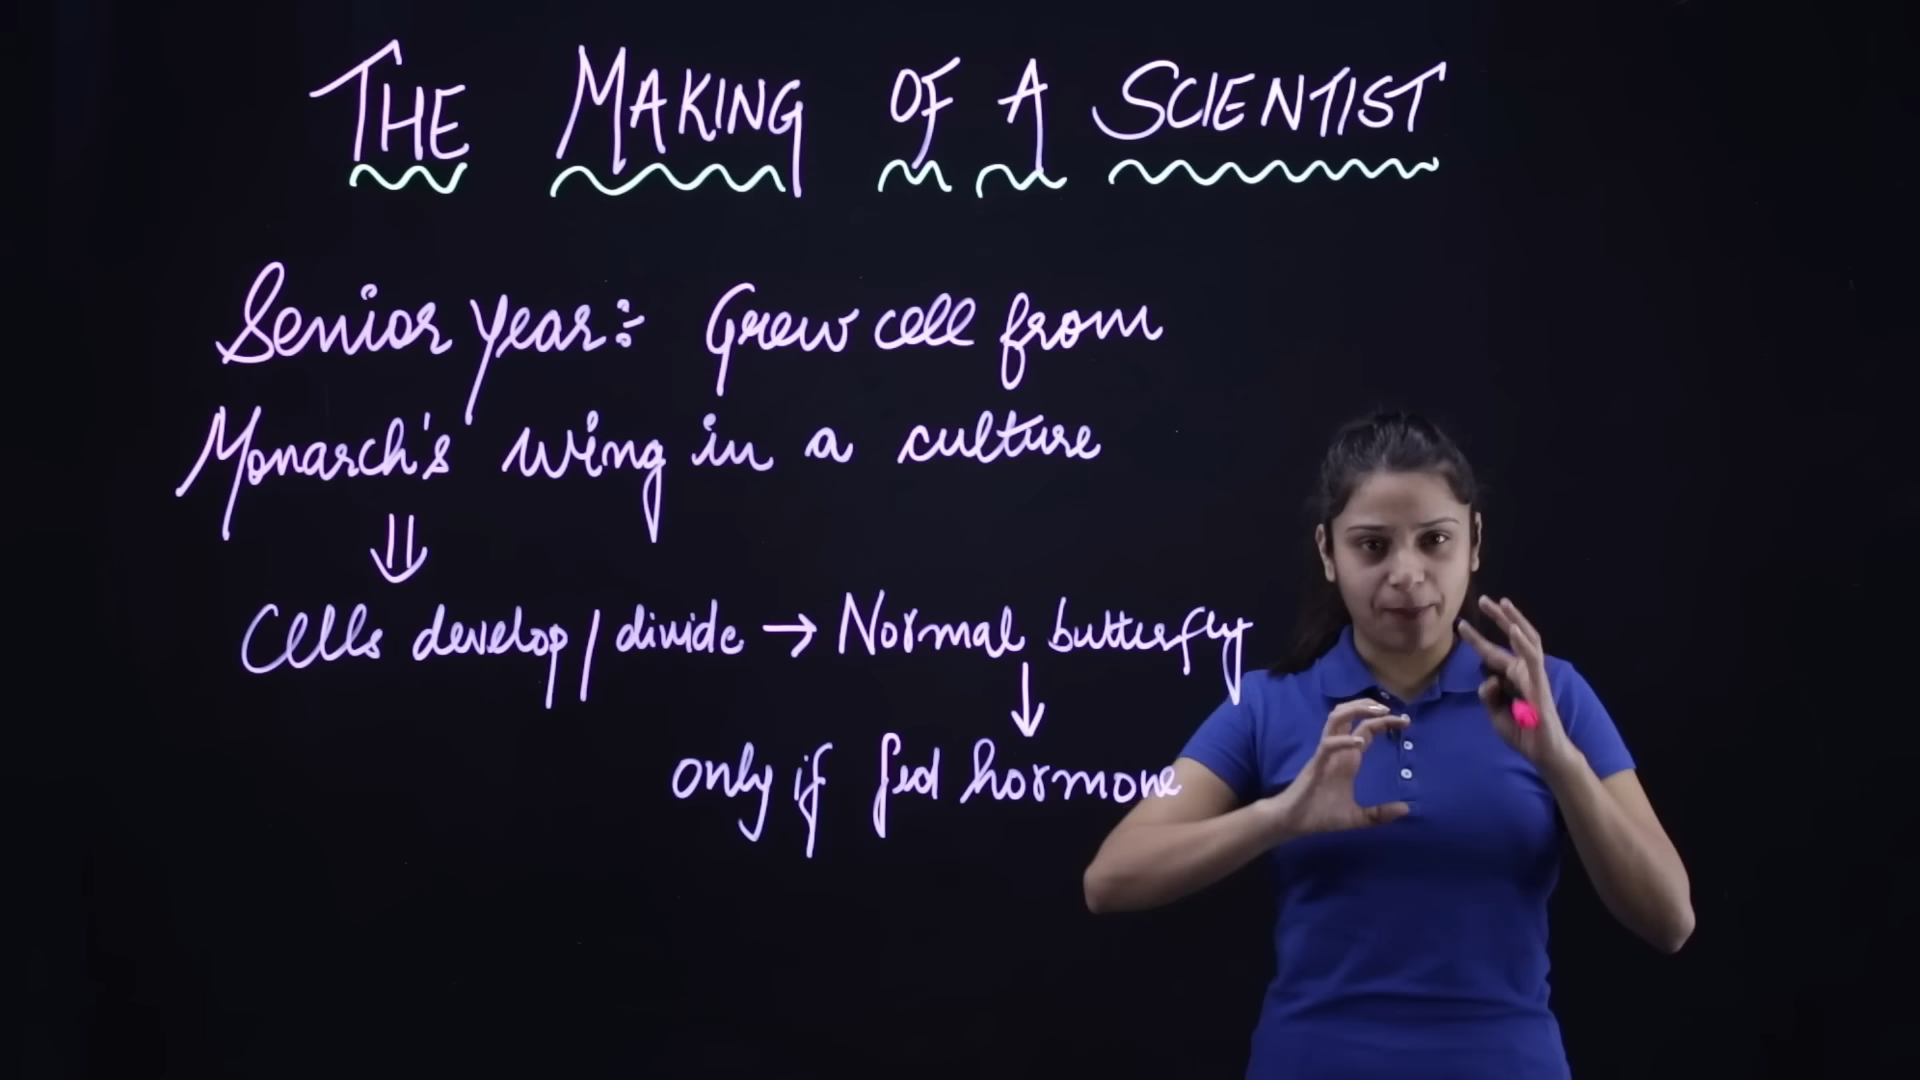 THE MAKING OF A SCIENTIST
Senior year: Grew cell from
Monarch's wing in a culture
⇓
Cells develop / divide → Normal butterfly
↓
only if fed hormone